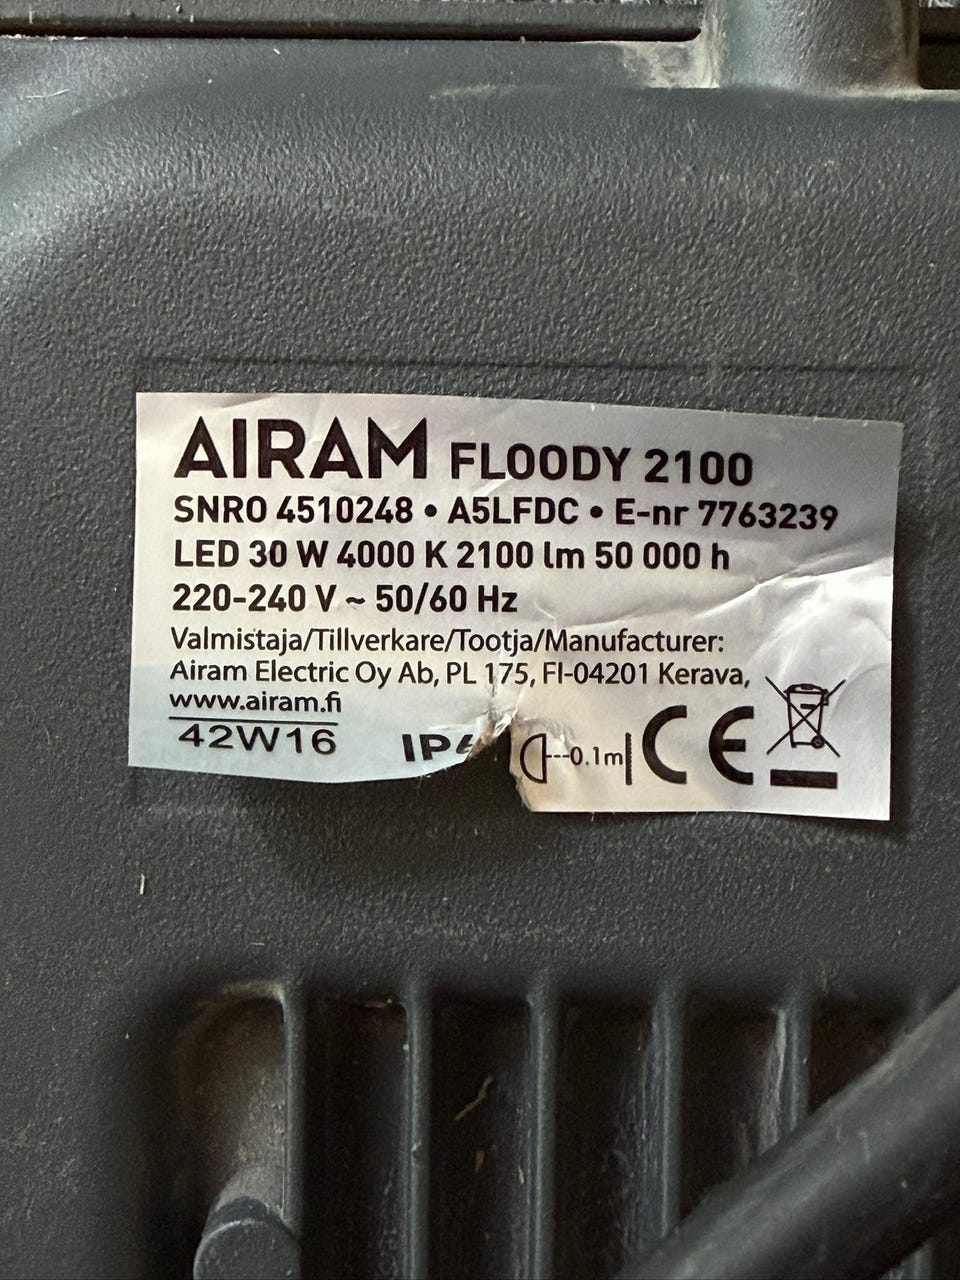 AIRAM FLOODY 2100
SNRO 4510248 • A5LFDC • E-nr 7763239
LED 30 W 4000 K 2100 lm 50 000 h
220-240 V ~ 50/60 Hz
Valmistaja/Tillverkare/Tootja/Manufacturer:
Airam Electric Oy Ab, PL 175, FI-04201 Kerava,
www.airam.fi
42W16 0.1m CE